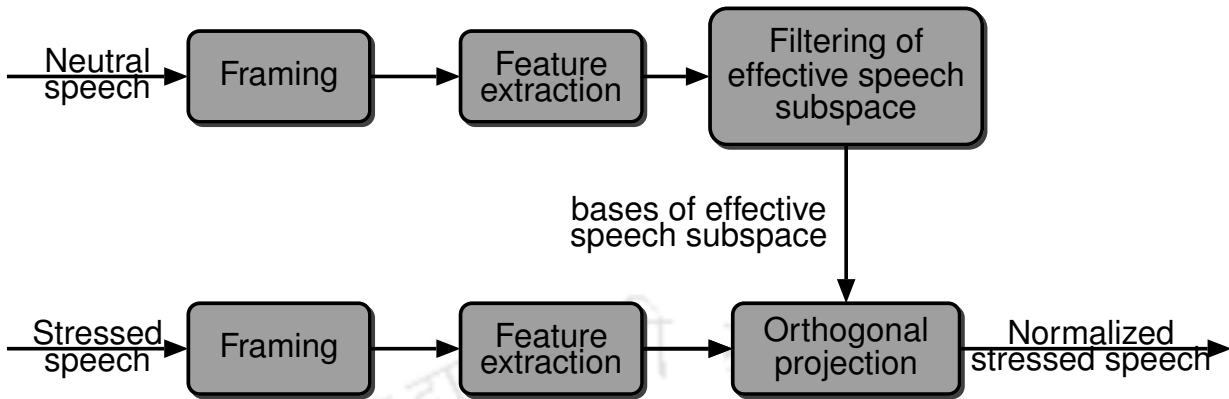 Neutral
speech
Framing
Feature
extraction
Filtering of
effective speech
subspace
bases of effective
speech subspace
Stressed
speech
Framing
Feature
extraction
Orthogonal
projection
Normalized
stressed speech